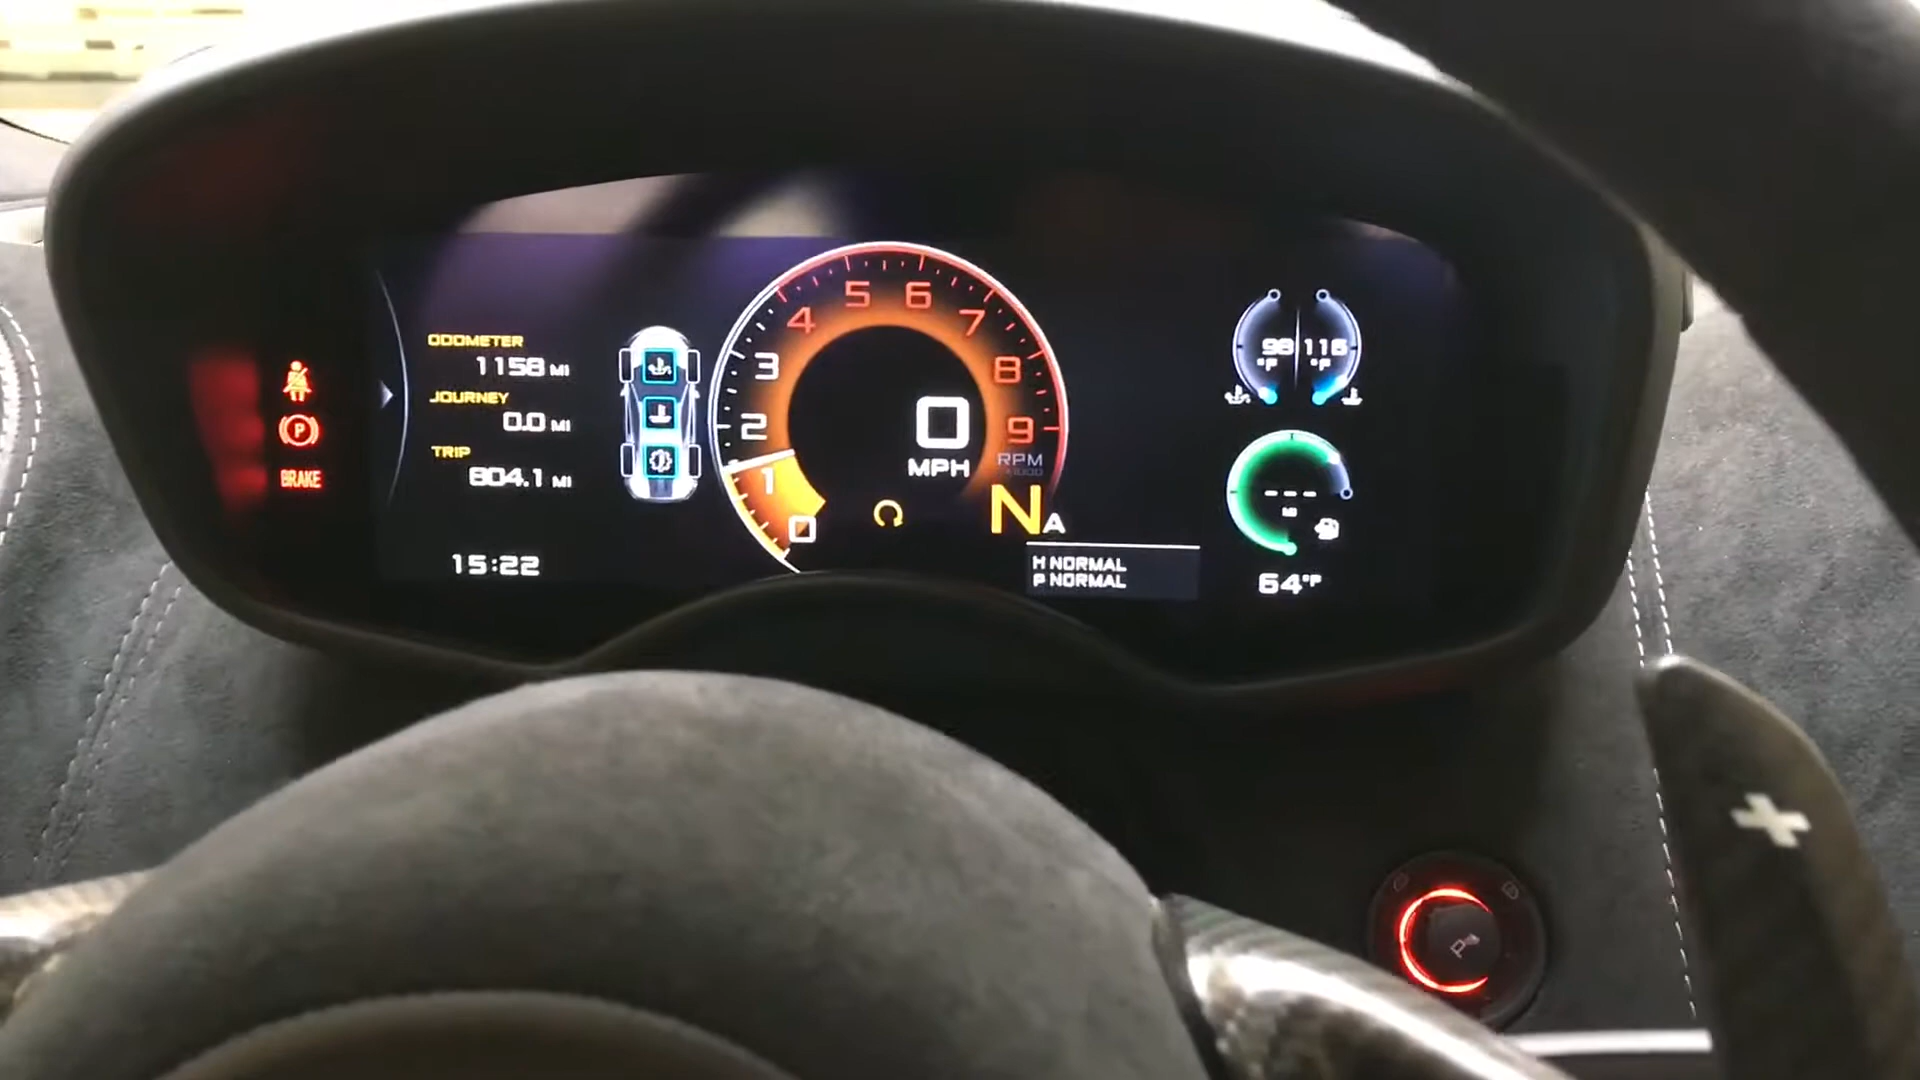 ODOMETER
1158 MI
JOURNEY
0.0 MI
TRIP
804.1 MI
15:22
P
BRAKE
0 1 2 3 4 5 6 7 8 9
RPM
0
MPH
N A
H NORMAL
P NORMAL
98 °F
116 °F
--- MI
64°F
P
+